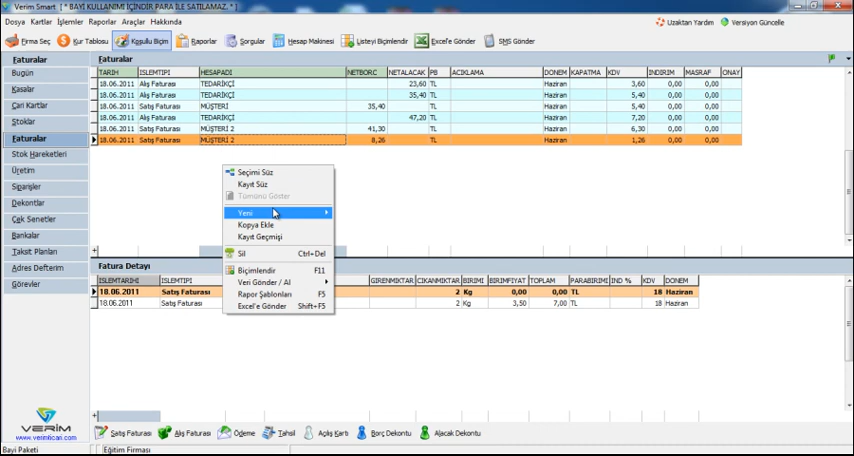 Verim Smart [ * BAYİ KULLANIMI İÇİNDİR PARA İLE SATILAMAZ. * ]
Dosya Kartlar İşlemler Raporlar Araçlar Hakkında
Uzaktan Yardım Versiyon Güncelle
Firma Seç Kur Tablosu Koşullu Biçim Raporlar Sorgular Hesap Makinesi Listeyi Biçimlendir Excel'e Gönder SMS Gönder
Faturalar
Bugün
Kasalar
Çari Kartlar
Stoklar
Faturalar
Stok Hareketleri
Üretim
Siparişler
Dekontlar
Çek Senetler
Bankalar
Taksit Planları
Adres Defterim
Görevler
VERİM
www.verimticari.com
Faturalar
TARIH ISLEMTIPI HESAPADI NETBORC NETALACAK PB ACIKLAMA DONEM KAPATMA KDV INDIRIM MASRAF ONAY
18.06.2011 Alış Faturası TEDARİKÇİ 23,60 TL Haziran 3,60 0,00 0,00
18.06.2011 Alış Faturası TEDARİKÇİ 35,40 TL Haziran 5,40 0,00 0,00
18.06.2011 Satış Faturası MÜŞTERİ 35,40 TL Haziran 5,40 0,00 0,00
18.06.2011 Alış Faturası TEDARİKÇİ 47,20 TL Haziran 7,20 0,00 0,00
18.06.2011 Satış Faturası MÜŞTERİ 2 41,30 TL Haziran 6,30 0,00 0,00
18.06.2011 Satış Faturası MÜŞTERİ 2 8,26 TL Haziran 1,26 0,00 0,00
Seçimi Süz
Kayıt Süz
Tümünü Göster
Yeni
Kopya Ekle
Kayıt Geçmişi
Sil Ctrl+Del
Biçimlendir F11
Veri Gönder / Al
Rapor Şablonları F5
Excel'e Gönder Shift+F5
Fatura Detayı
ISLEMTARIHI ISLEMTIPI GIRENMIKTAR CIKANMIKTAR BIRIMI BIRIMFIYAT TOPLAM PARABIRIMI IND % KDV DONEM
18.06.2011 Satış Faturası 2 Kg 0,00 0,00 TL 18 Haziran
18.06.2011 Satış Faturası 2 Kg 3,50 7,00 TL 18 Haziran
Satış Faturası Alış Faturası Ödeme Tahsil Açılış Kartı Borç Dekontu Alacak Dekontu
Bayi Paketi Eğitim Firması